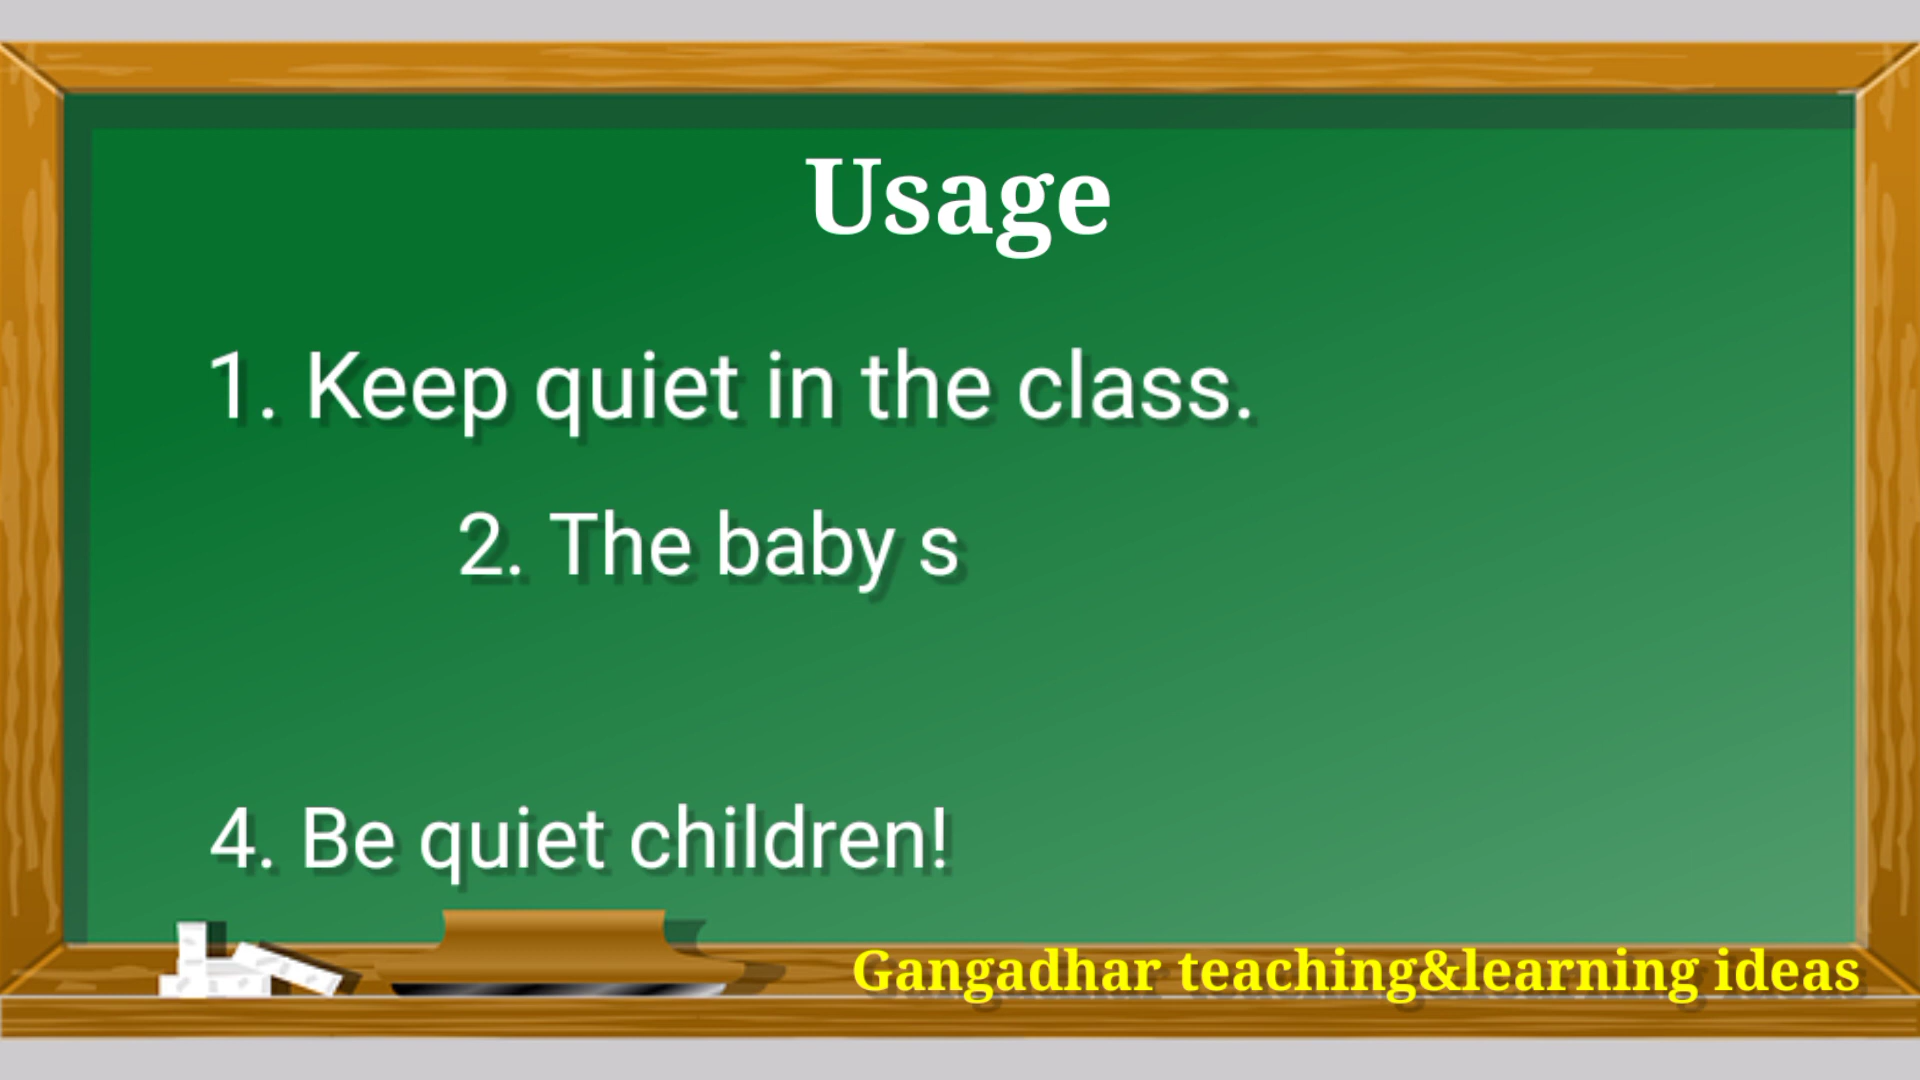 Usage
1. Keep quiet in the class.
2. The baby s
4. Be quiet children!
Gangadhar teaching&learning ideas